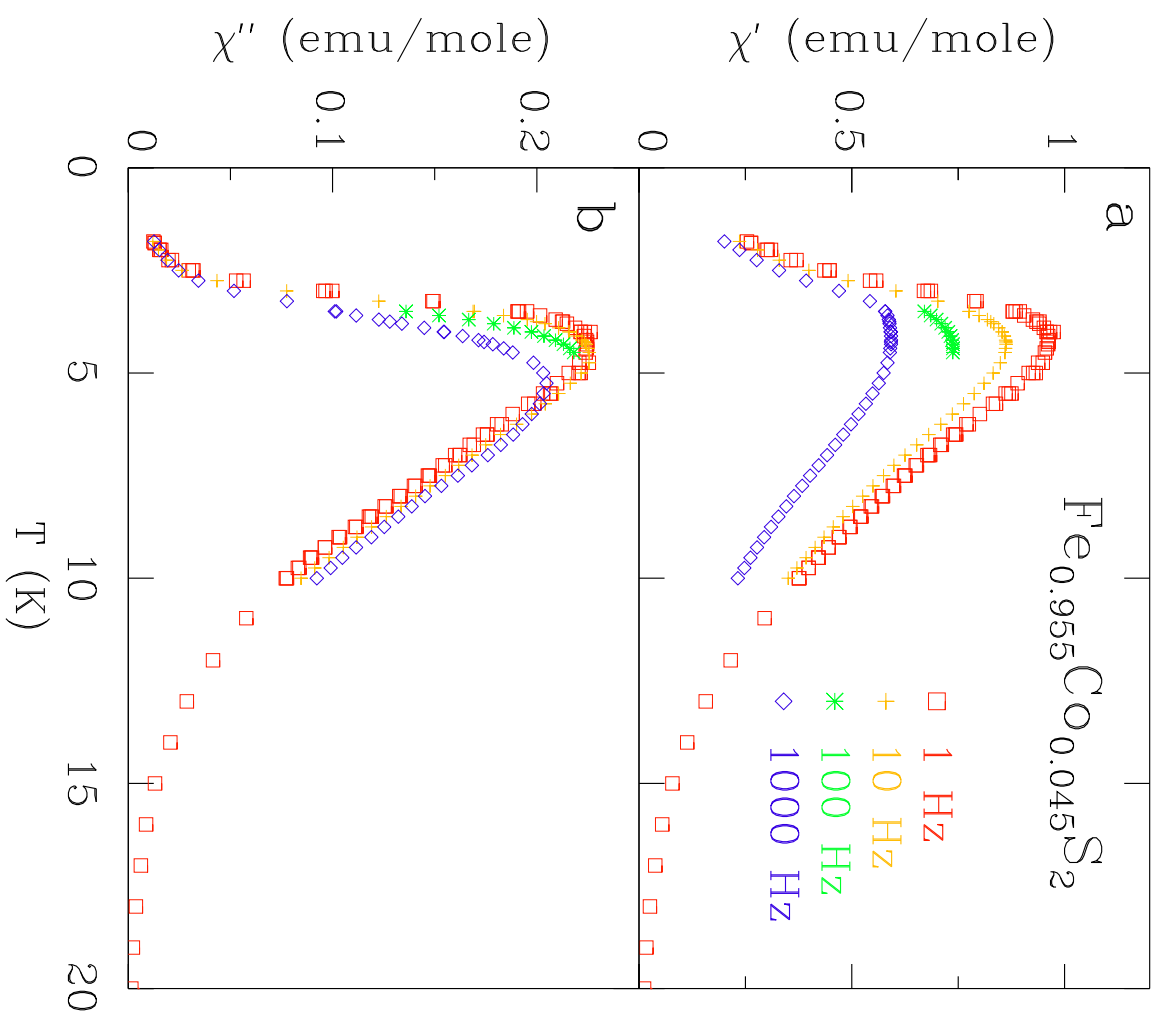 a
Fe0.955Co0.045S2
1 Hz
10 Hz
100 Hz
1000 Hz
χ′ (emu/mole)
1
0.5
0
b
χ′′ (emu/mole)
0.2
0.1
0
0 5 10 15 20
T (K)